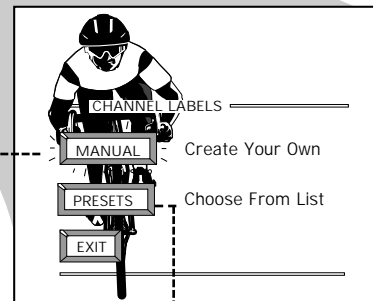 CHANNEL LABELS
MANUAL Create Your Own
PRESETS Choose From List
EXIT